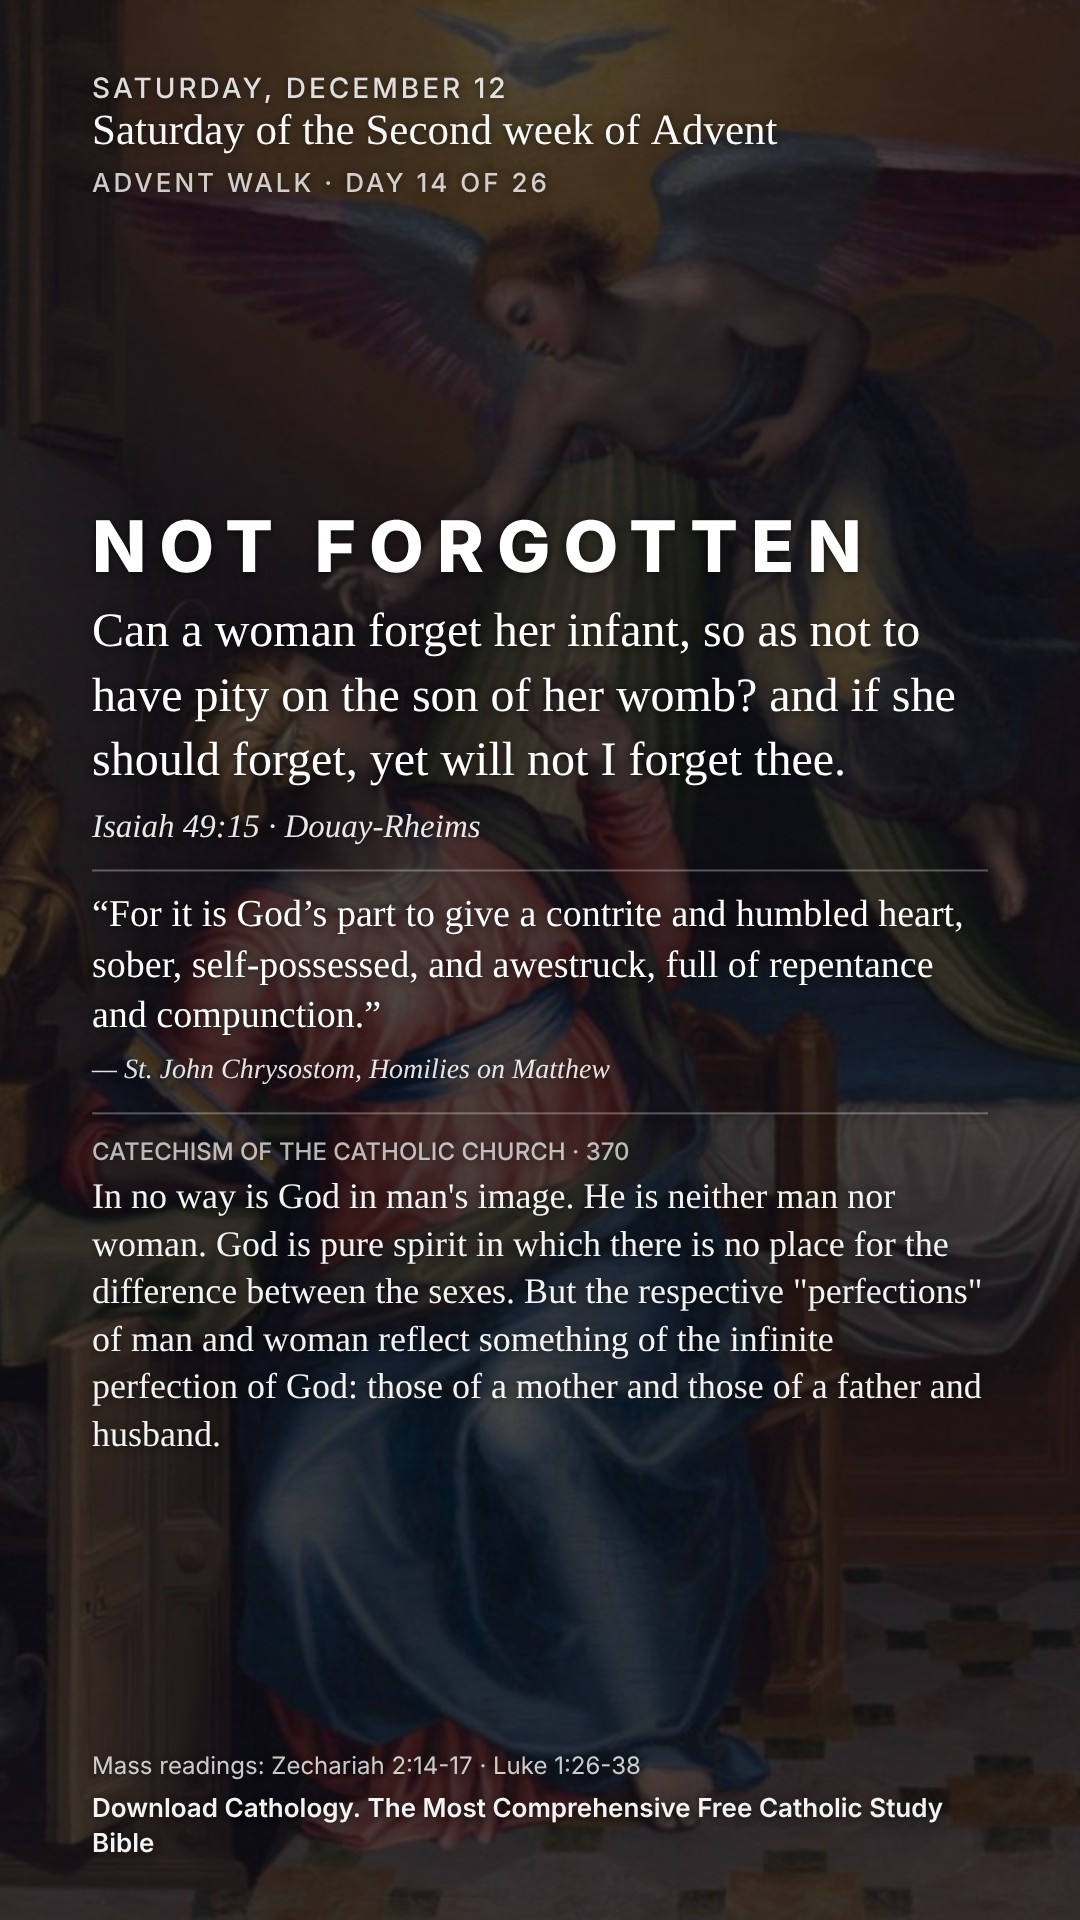 SATURDAY, DECEMBER 12
Saturday of the Second week of Advent
ADVENT WALK · DAY 14 OF 26
NOT FORGOTTEN
Can a woman forget her infant, so as not to
have pity on the son of her womb? and if she
should forget, yet will not I forget thee.
Isaiah 49:15 · Douay-Rheims
“For it is God’s part to give a contrite and humbled heart,
sober, self-possessed, and awestruck, full of repentance
and compunction.”
— St. John Chrysostom, Homilies on Matthew
CATECHISM OF THE CATHOLIC CHURCH · 370
In no way is God in man's image. He is neither man nor
woman. God is pure spirit in which there is no place for the
difference between the sexes. But the respective "perfections"
of man and woman reflect something of the infinite
perfection of God: those of a mother and those of a father and
husband.
Mass readings: Zechariah 2:14-17 · Luke 1:26-38
Download Cathology. The Most Comprehensive Free Catholic Study
Bible